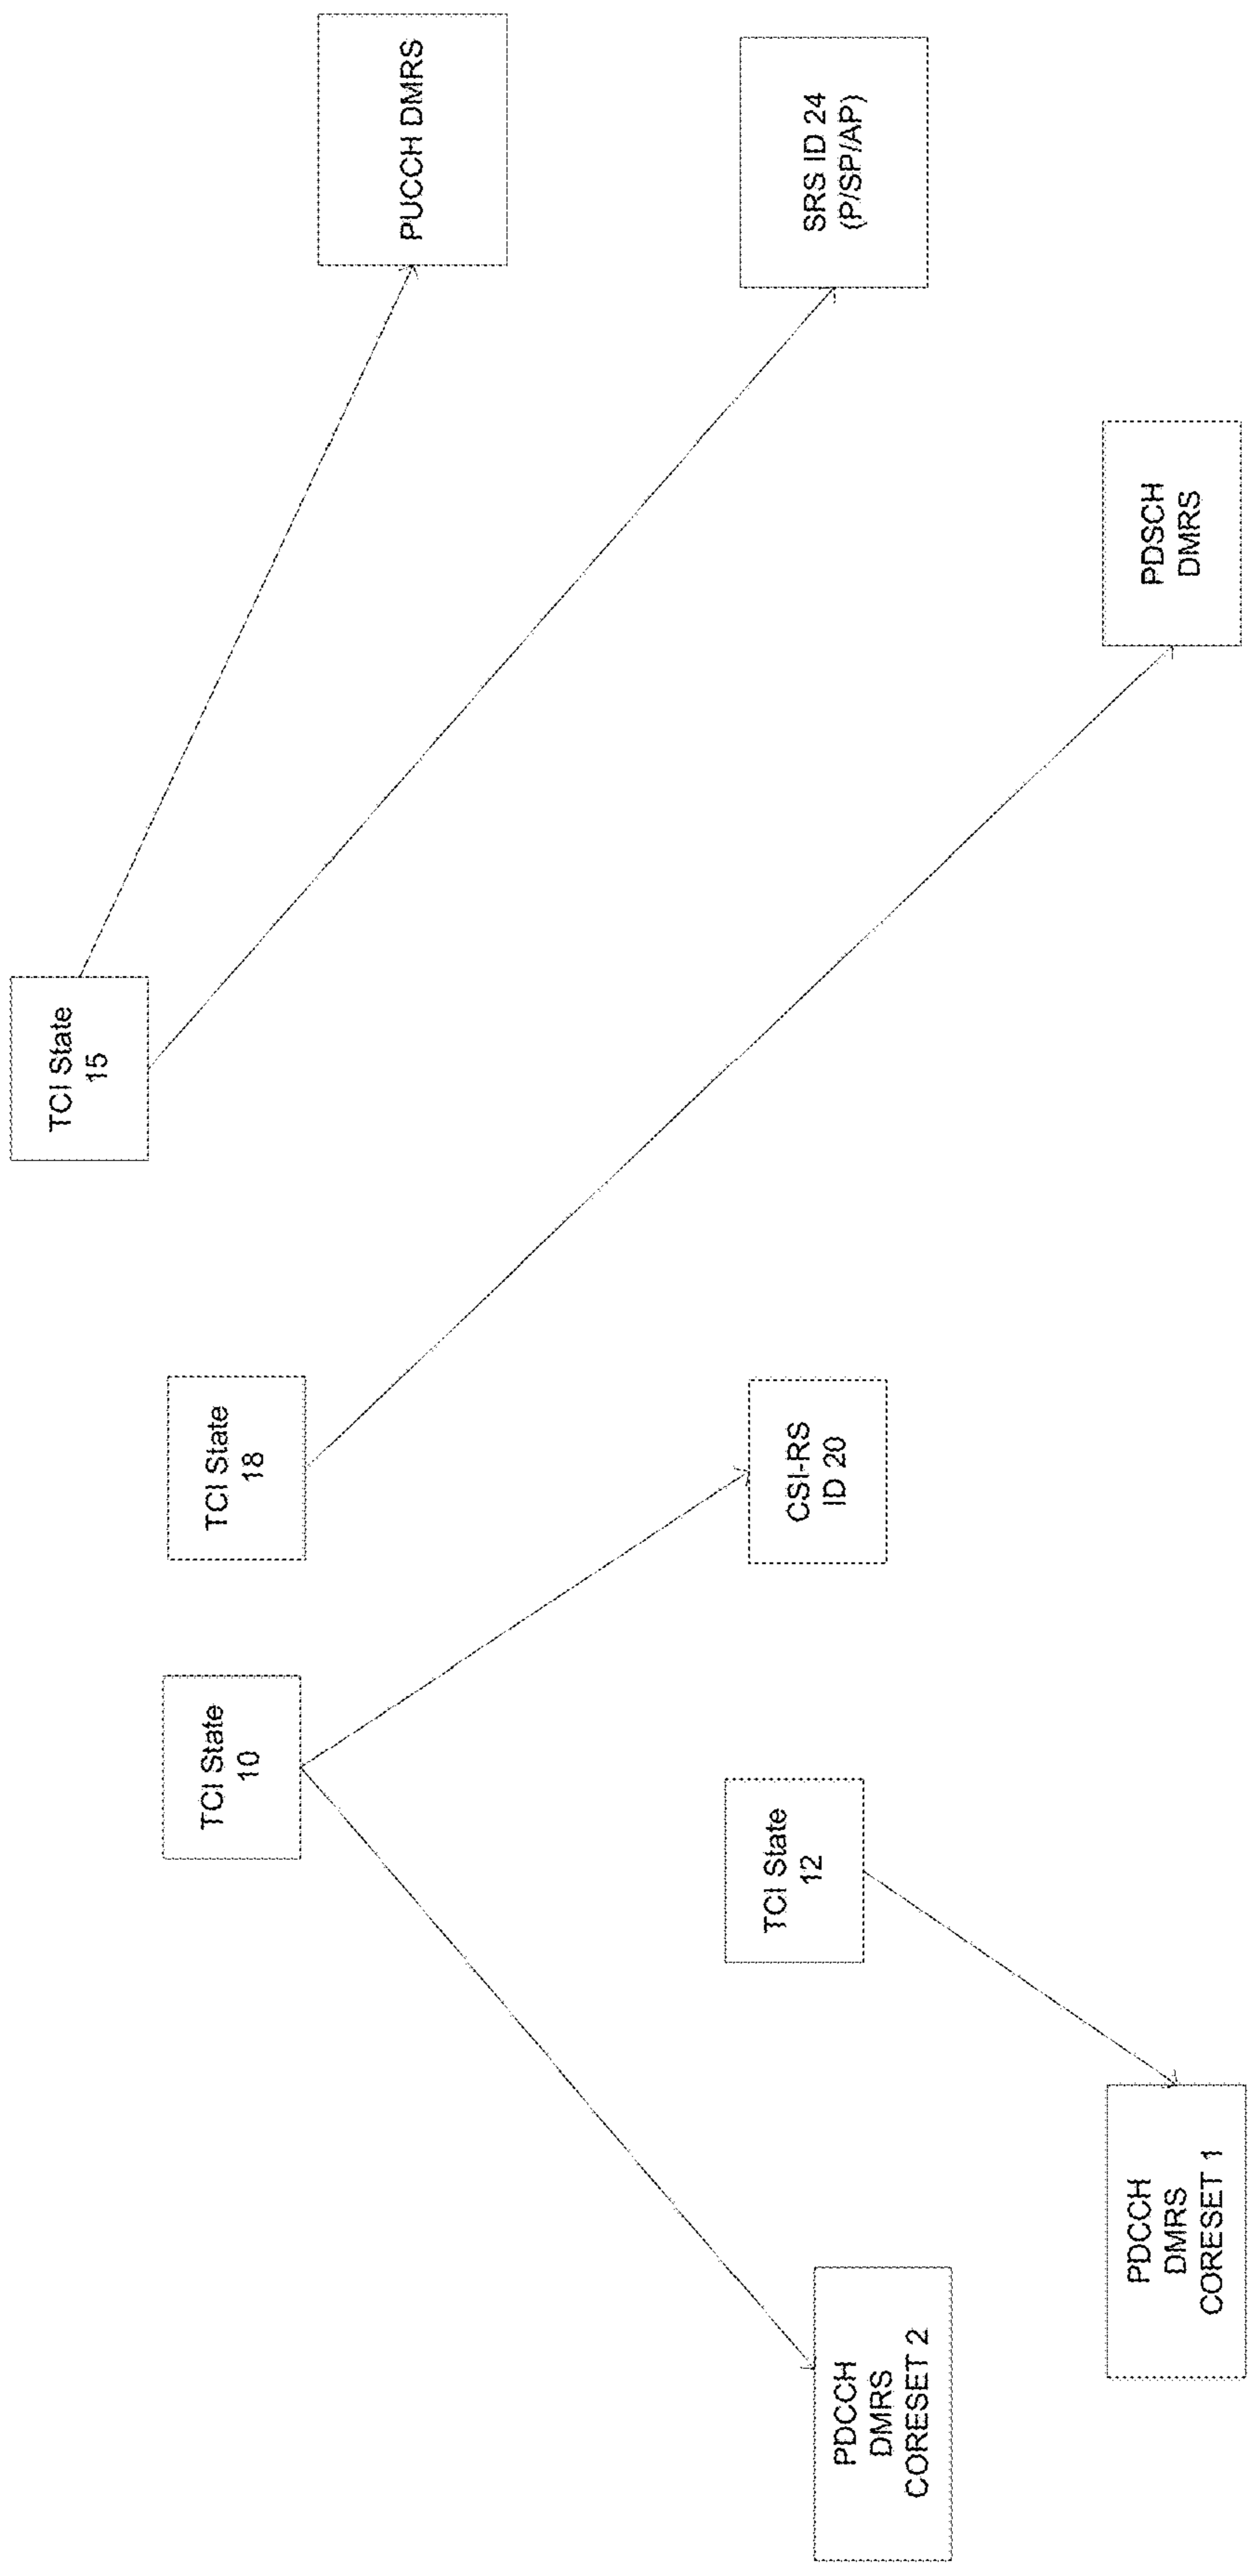 TCI State
15
TCI State
10
TCI State
18
TCI State
12
PDCCH
DMRS
CORESET 2
CSI-RS
ID 20
SRS ID 24
(P/SP/AP)
PUCCH DMRS
PDCCH
DMRS
CORESET 1
PDSCH
DMRS